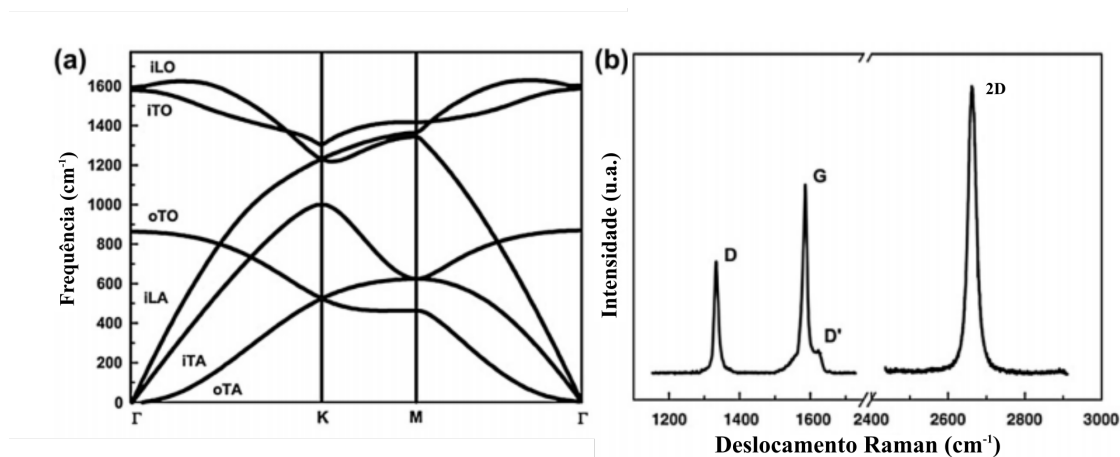 (a)
Frequência (cm⁻¹)
1600
1400
1200
1000
800
600
400
200
0
iLO
iTO
oTO
iLA
iTA
oTA
Γ K M Γ
(b)
Intensidade (u.a.)
D
G
D'
2D
1200 1400 1600 2400 2600 2800 3000
Deslocamento Raman (cm⁻¹)